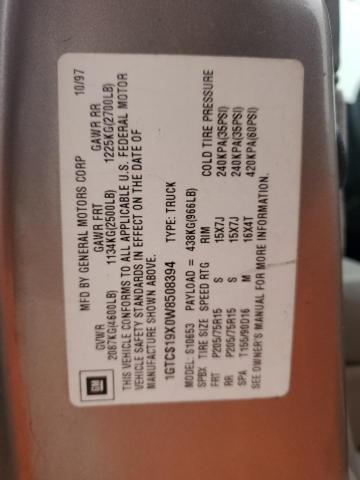 MFD BY GENERAL MOTORS CORP 10/97
GVWR GAWR FRT GAWR RR
2087KG(4600LB) 1134KG(2500LB) 1225KG(2700LB)
THIS VEHICLE CONFORMS TO ALL APPLICABLE U.S. FEDERAL MOTOR
VEHICLE SAFETY STANDARDS IN EFFECT ON THE DATE OF
MANUFACTURE SHOWN ABOVE.
1GTCS19X0W8508394 TYPE: TRUCK
MODEL: S10653 PAYLOAD = 438KG(966LB)
SPBX TIRE SIZE SPEED RTG RIM COLD TIRE PRESSURE
FRT P205/75R15 S 15X7J 240KPA(35PSI)
RR P205/75R15 S 15X7J 240KPA(35PSI)
SPA T155/90D16 M 16X4T 420KPA(60PSI)
SEE OWNER'S MANUAL FOR MORE INFORMATION.
GM